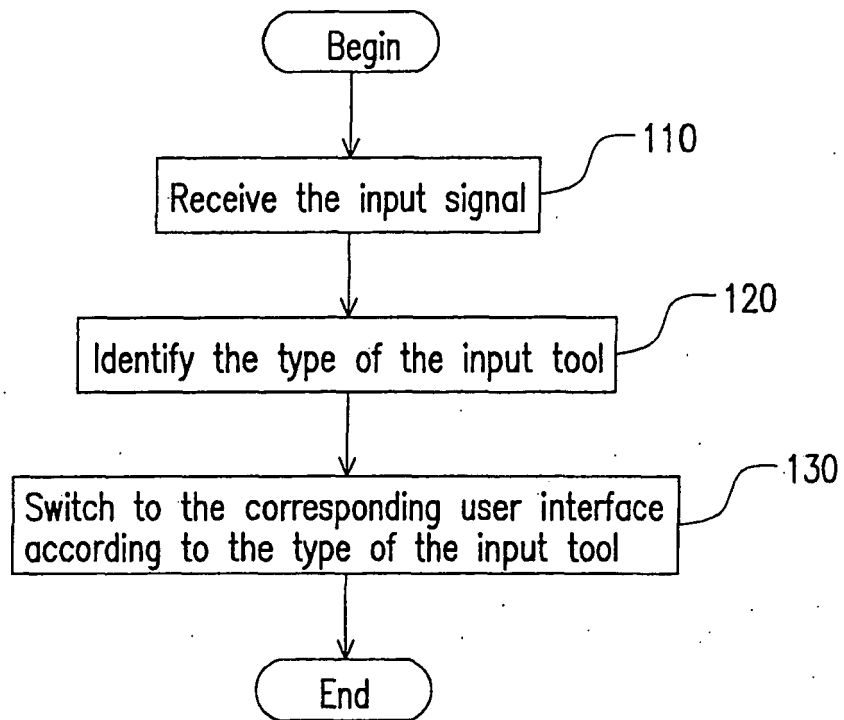 Begin
110
Receive the input signal
120
Identify the type of the input tool
130
Switch to the corresponding user interface
according to the type of the input tool
End